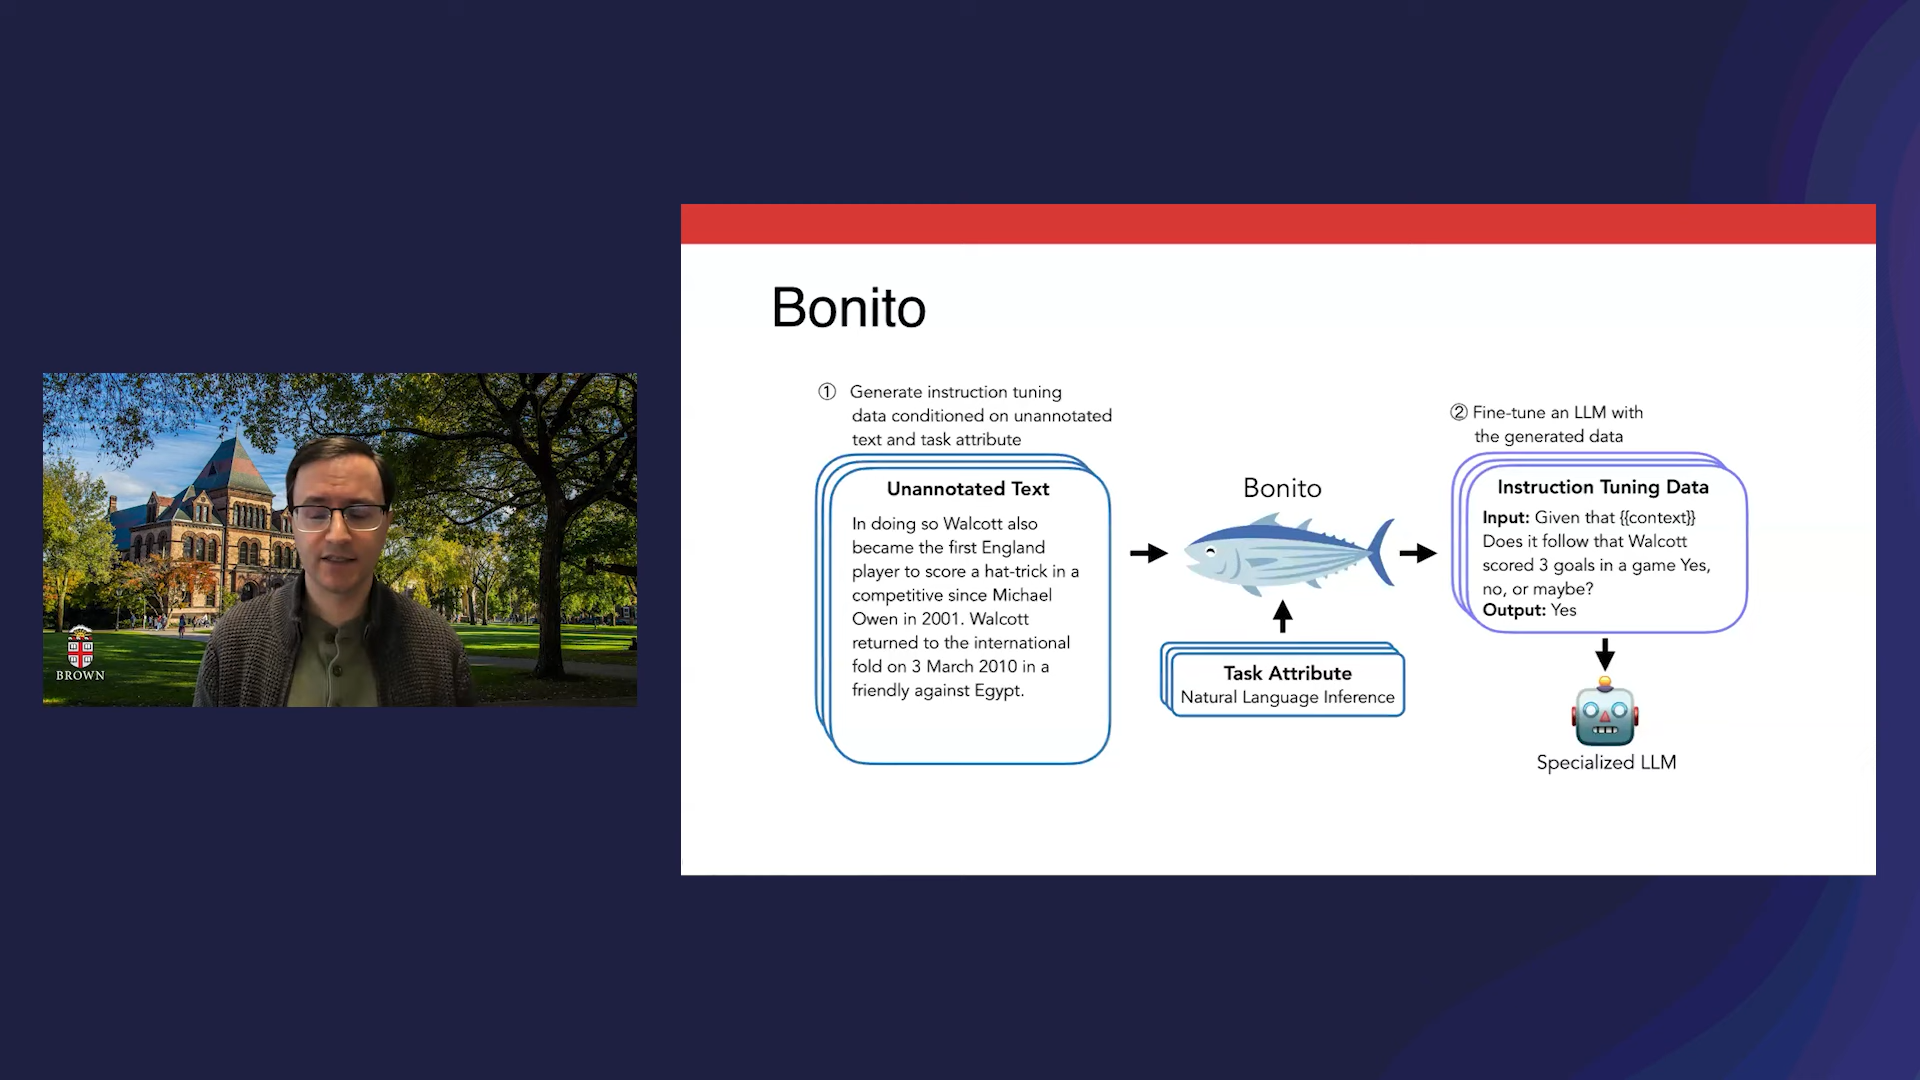 BROWN
Bonito
① Generate instruction tuning
data conditioned on unannotated
text and task attribute
Unannotated Text
In doing so Walcott also
became the first England
player to score a hat-trick in a
competitive since Michael
Owen in 2001. Walcott
returned to the international
fold on 3 March 2010 in a
friendly against Egypt.
Bonito
Task Attribute
Natural Language Inference
② Fine-tune an LLM with
the generated data
Instruction Tuning Data
Input: Given that {{context}}
Does it follow that Walcott
scored 3 goals in a game Yes,
no, or maybe?
Output: Yes
Specialized LLM